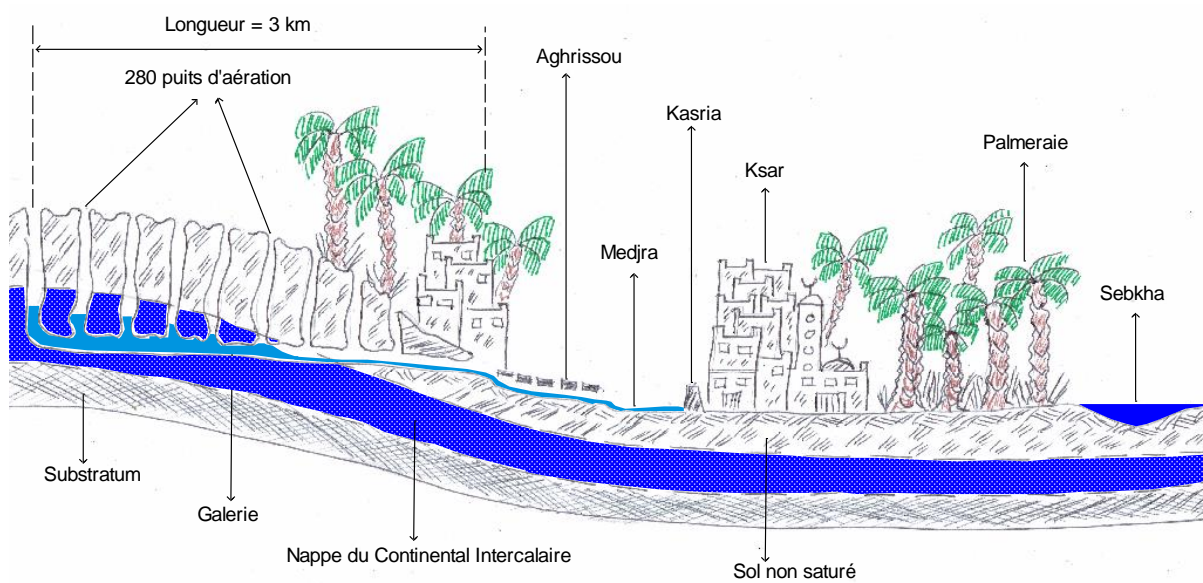 Longueur = 3 km
280 puits d'aération
Aghrissou
Kasria
Ksar
Palmeraie
Medjra
Sebkha
Substratum
Galerie
Nappe du Continental Intercalaire
Sol non saturé